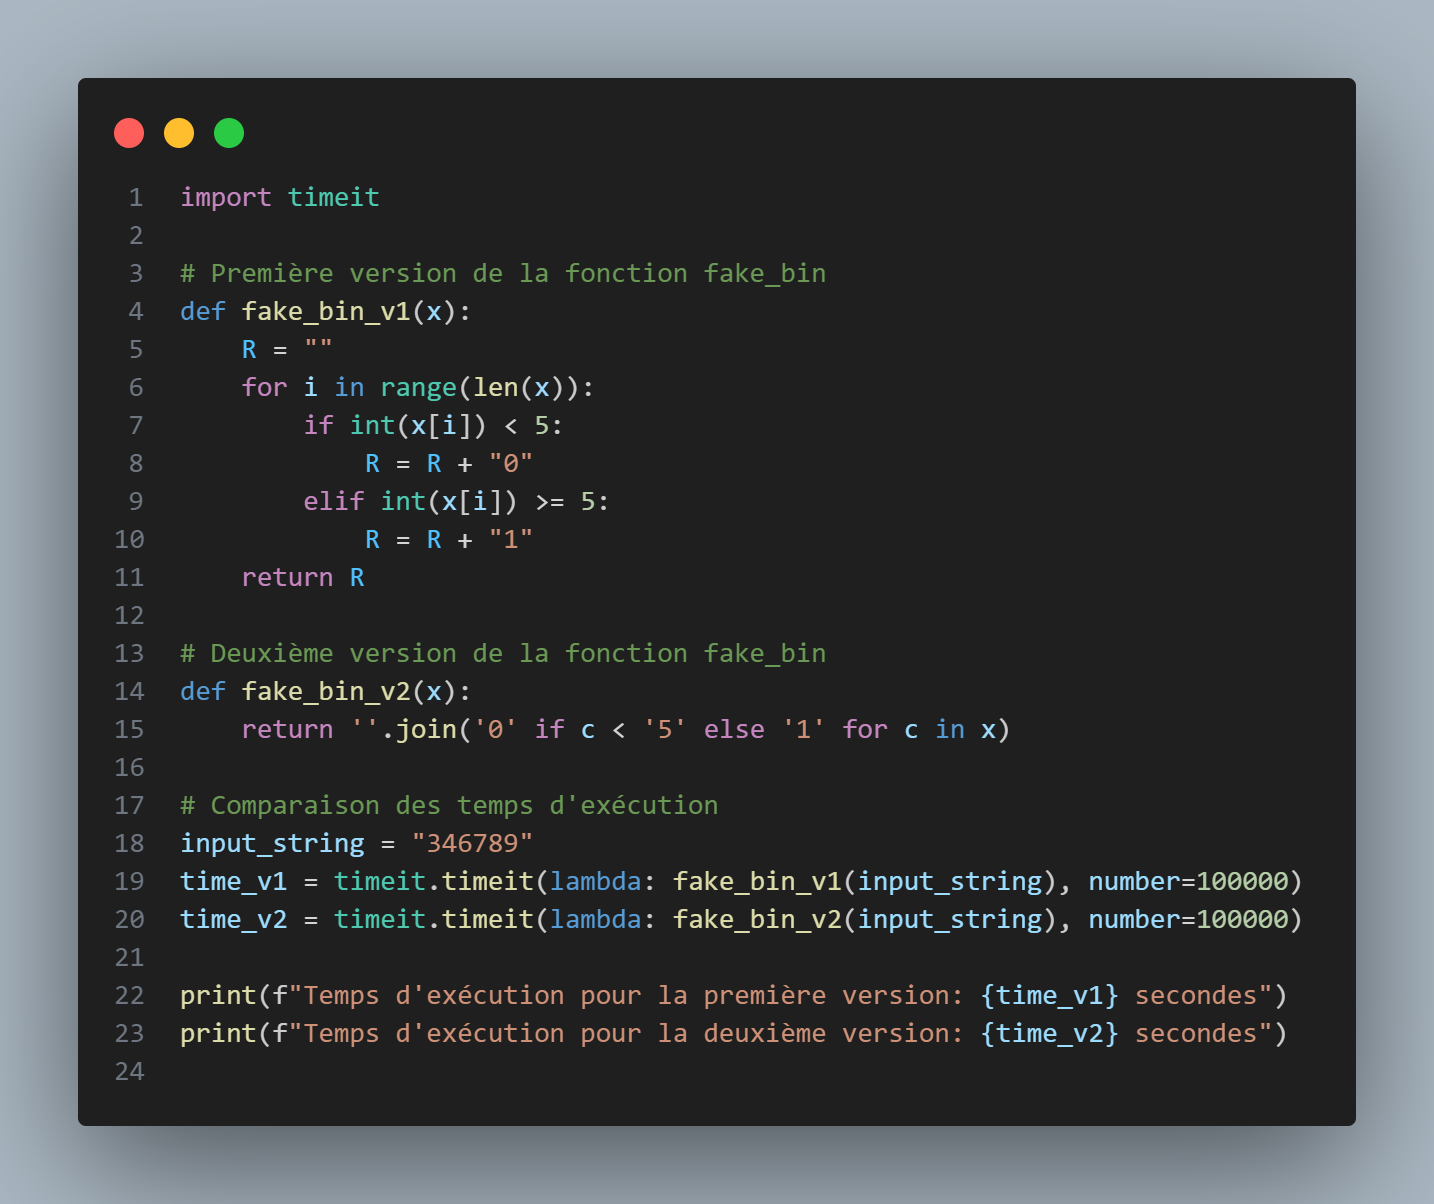 1 import timeit
2
3 # Première version de la fonction fake_bin
4 def fake_bin_v1(x):
5     R = ""
6     for i in range(len(x)):
7         if int(x[i]) < 5:
8             R = R + "0"
9         elif int(x[i]) >= 5:
10             R = R + "1"
11     return R
12
13 # Deuxième version de la fonction fake_bin
14 def fake_bin_v2(x):
15     return ''.join('0' if c < '5' else '1' for c in x)
16
17 # Comparaison des temps d'exécution
18 input_string = "346789"
19 time_v1 = timeit.timeit(lambda: fake_bin_v1(input_string), number=100000)
20 time_v2 = timeit.timeit(lambda: fake_bin_v2(input_string), number=100000)
21
22 print(f"Temps d'exécution pour la première version: {time_v1} secondes")
23 print(f"Temps d'exécution pour la deuxième version: {time_v2} secondes")
24